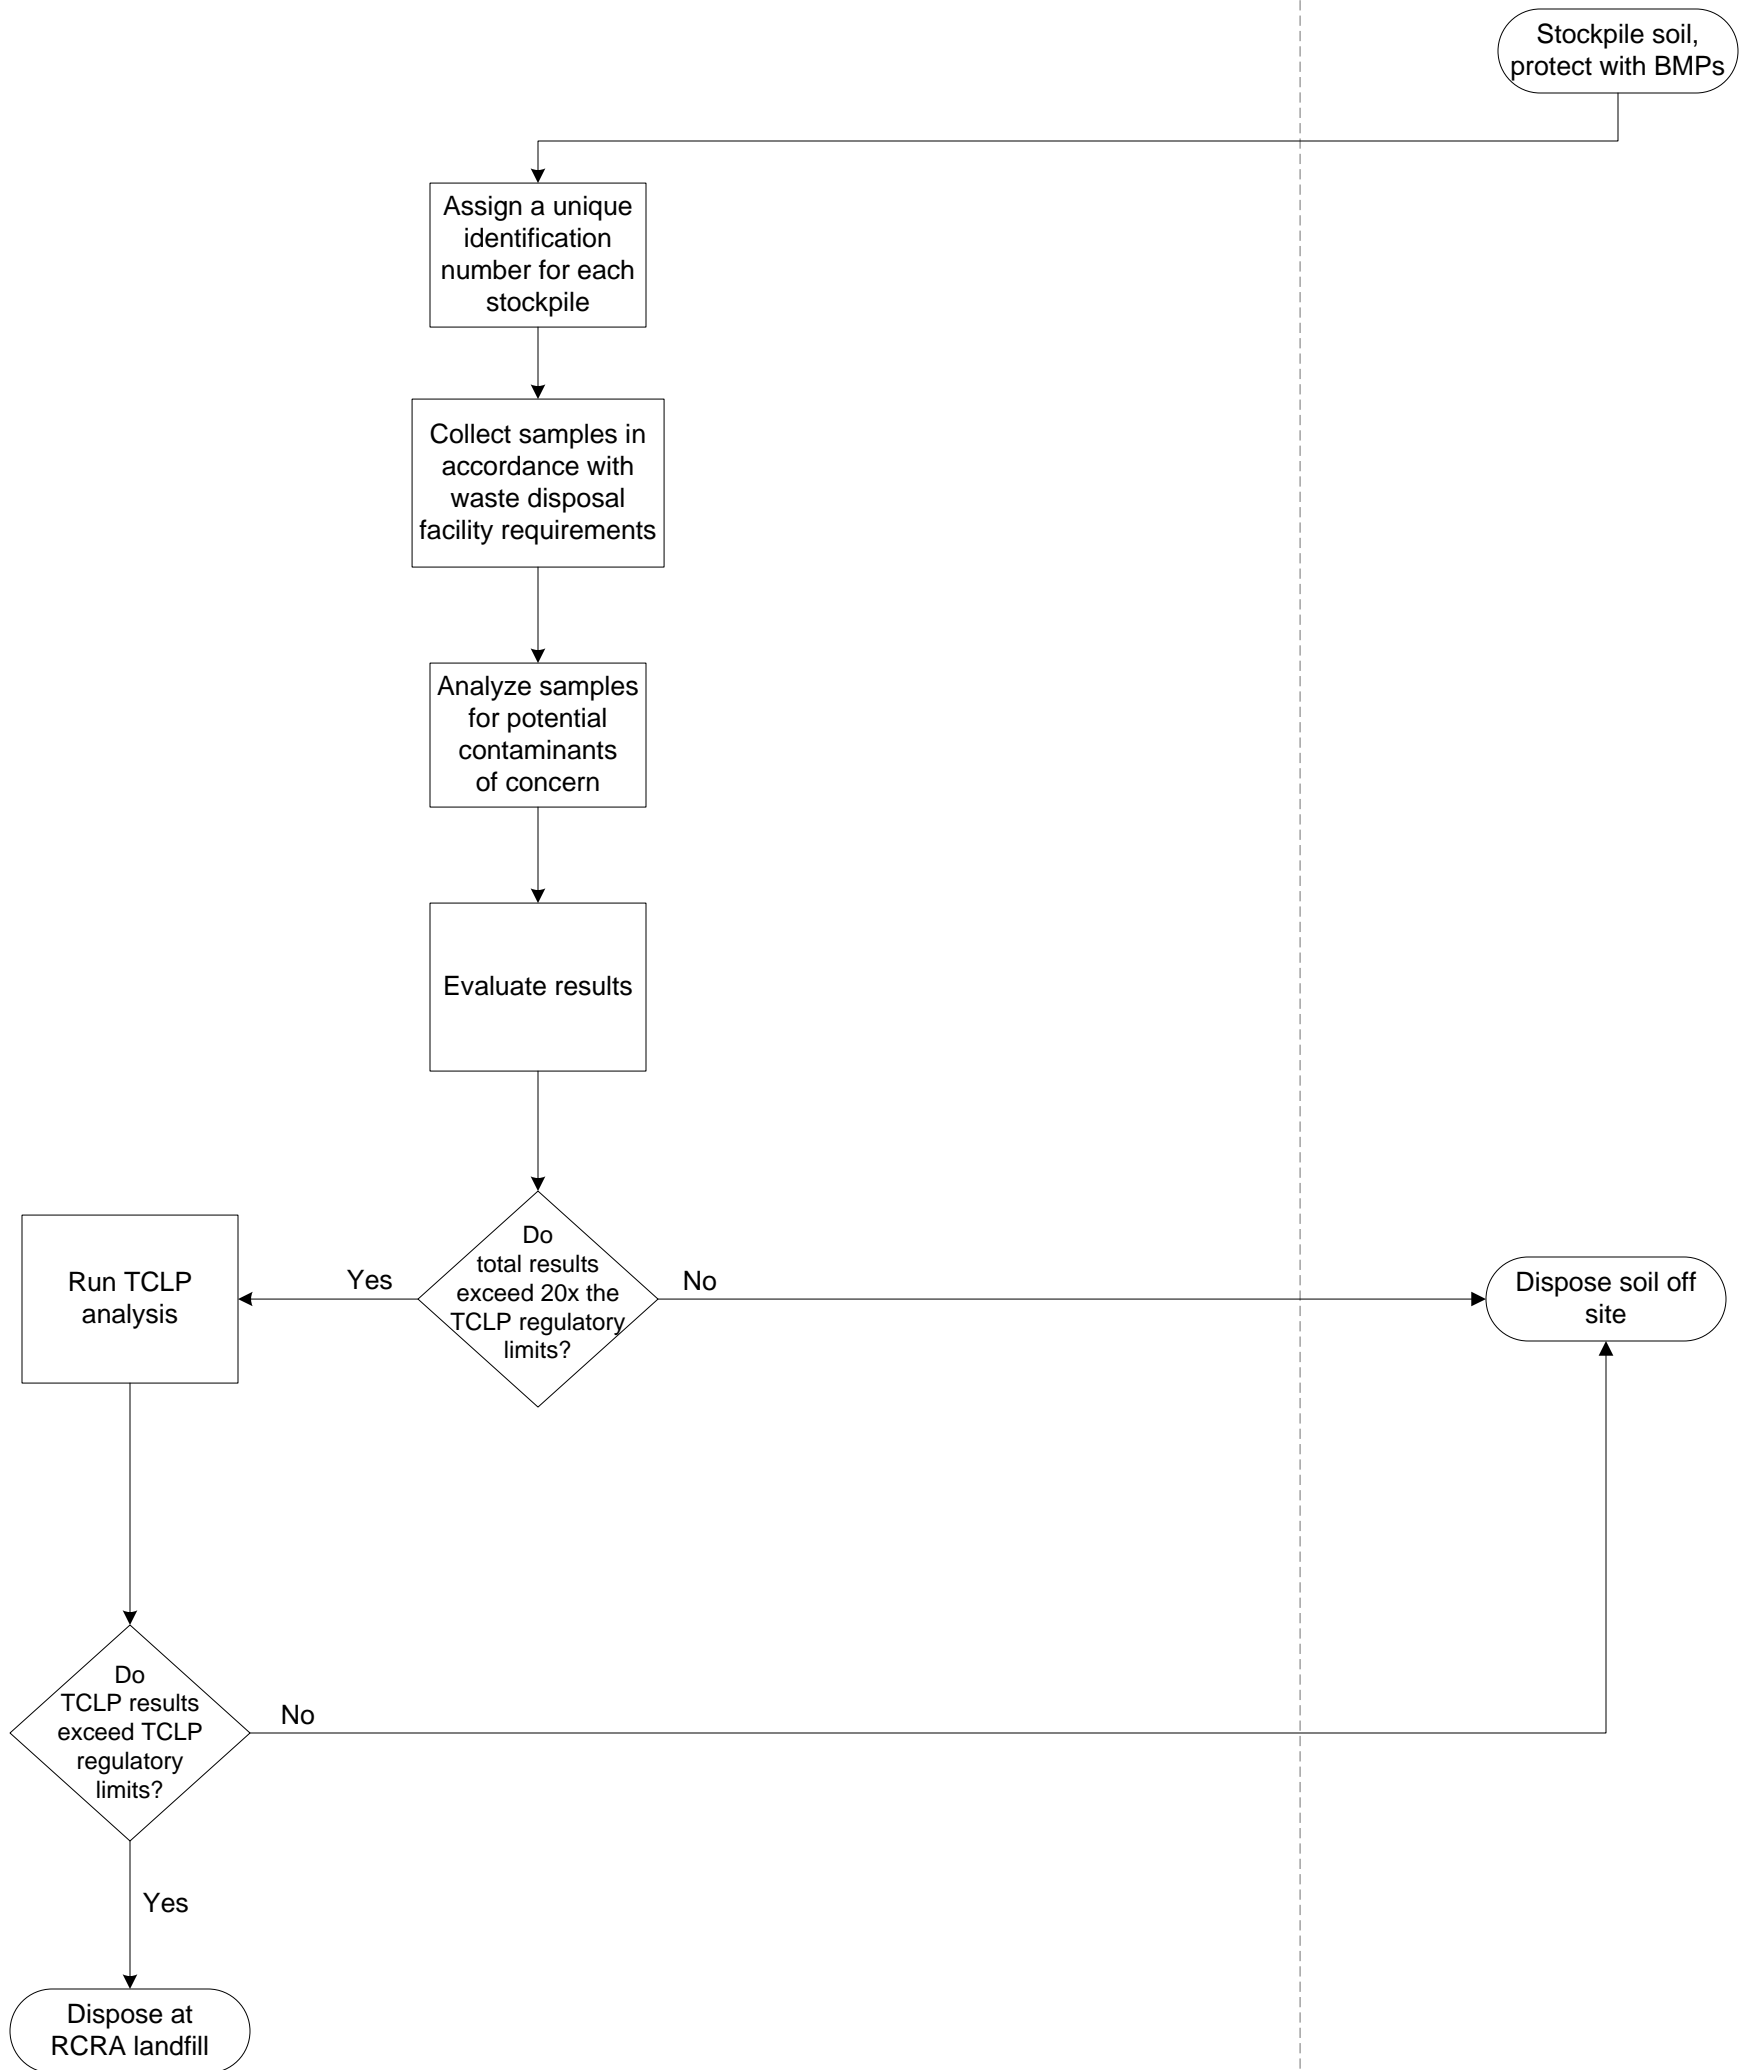 Stockpile soil,
protect with BMPs
Assign a unique
identification
number for each
stockpile
Collect samples in
accordance with
waste disposal
facility requirements
Analyze samples
for potential
contaminants
of concern
Evaluate results
Do
total results
exceed 20x the
TCLP regulatory
limits?
Yes
No
Run TCLP
analysis
Dispose soil off
site
Do
TCLP results
exceed TCLP
regulatory
limits?
No
Yes
Dispose at
RCRA landfill